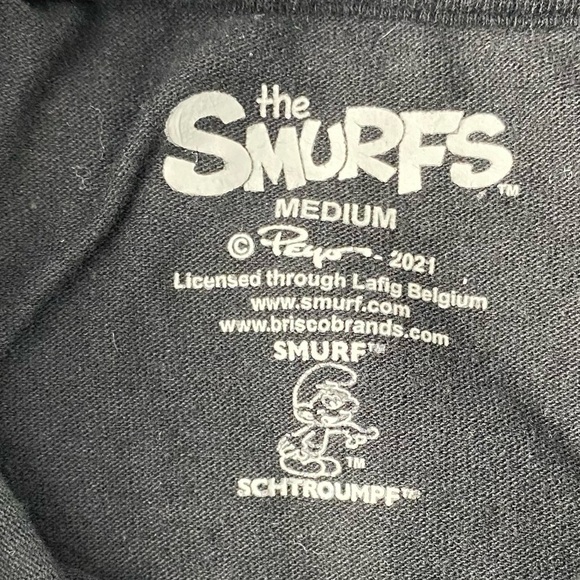 the
SMURFS™
MEDIUM
© Peyo - 2021
Licensed through Lafig Belgium
www.smurf.com
www.briscobrands.com
SMURF™
™
SCHTROUMPF™